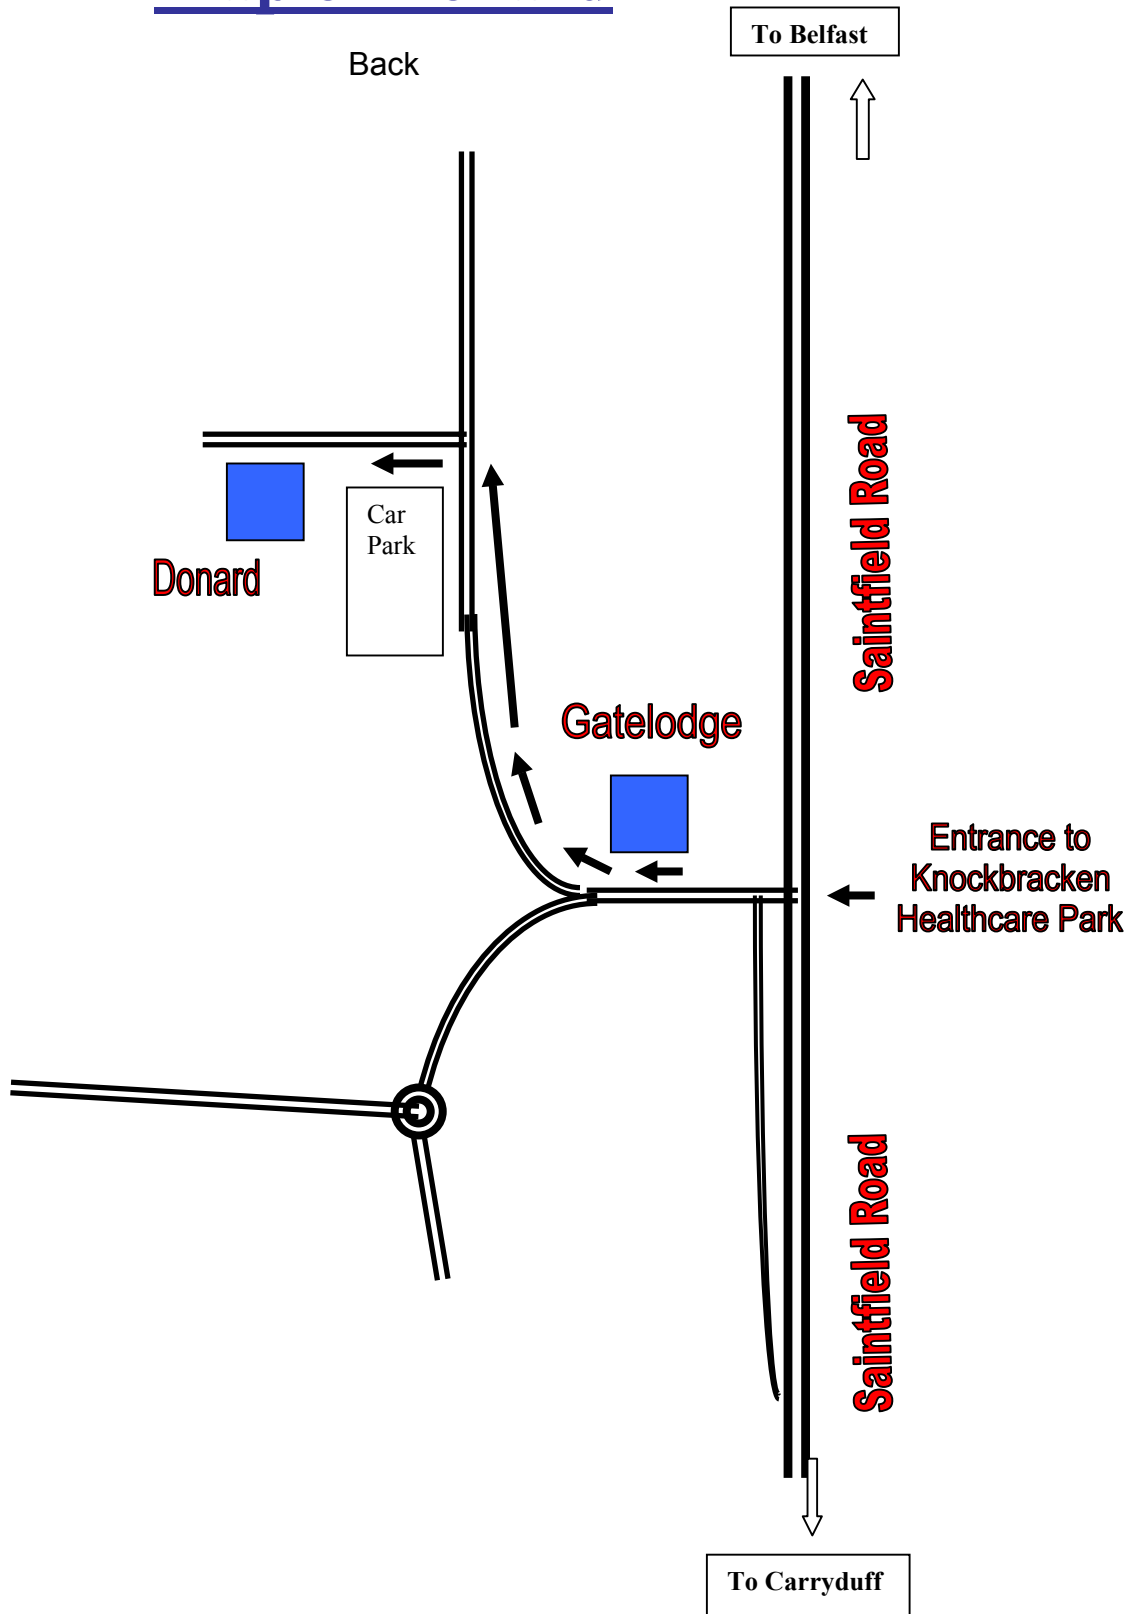 To Belfast
Back
Saintfield Road
Car
Park
Donard
Gatelodge
Entrance to
Knockbracken
Healthcare Park
Saintfield Road
To Carryduff